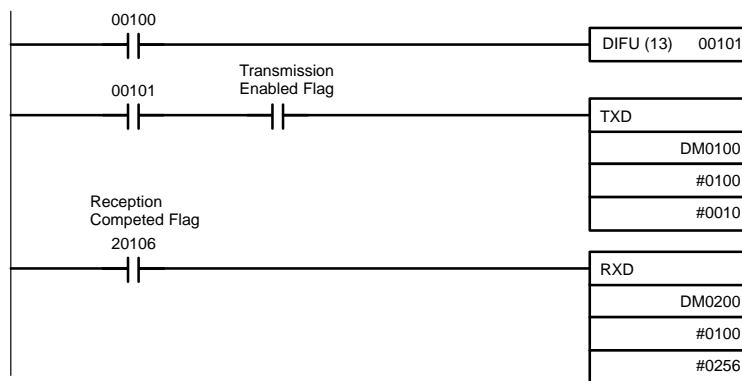 00100
DIFU (13) 00101
00101
Transmission
Enabled Flag
TXD
DM0100
#0100
#0010
Reception
Competed Flag
20106
RXD
DM0200
#0100
#0256